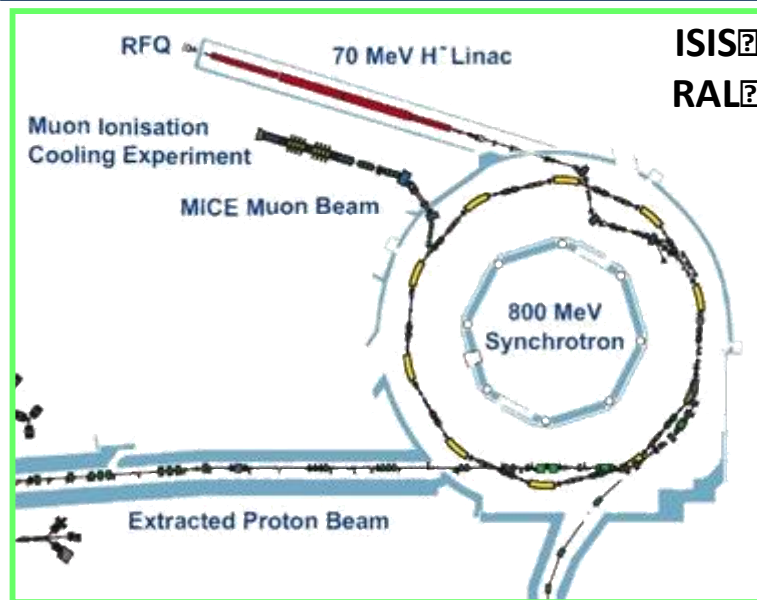 ISIS
RAL
RFQ
70 MeV H⁻ Linac
Muon Ionisation
Cooling Experiment
MICE Muon Beam
800 MeV
Synchrotron
Extracted Proton Beam